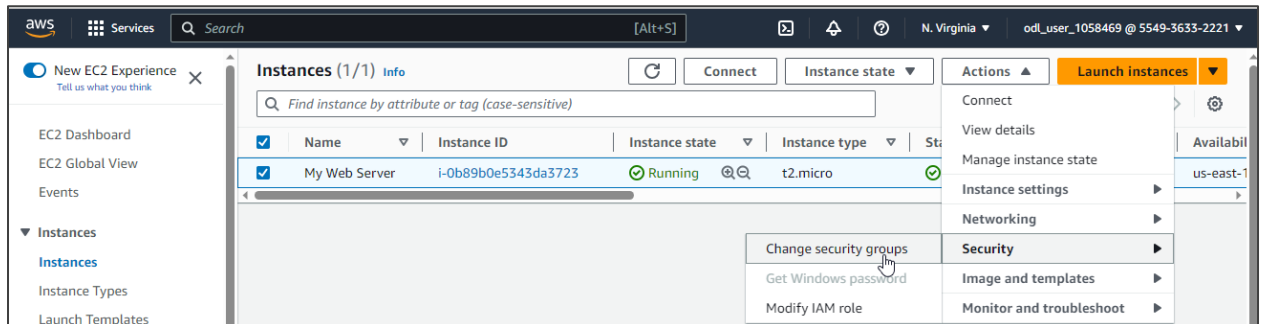 aws Services Search [Alt+S] N. Virginia ▼ odl_user_1058469 @ 5549-3633-2221 ▼
New EC2 Experience
Tell us what you think
EC2 Dashboard
EC2 Global View
Events
Instances
Instances
Instance Types
Launch Templates
Instances (1/1) Info Connect Instance state ▼ Actions ▲ Launch instances ▼
Find instance by attribute or tag (case-sensitive)
Name Instance ID Instance state Instance type Sta Availabil
My Web Server i-0b89b0e5343da3723 Running t2.micro us-east-1
Connect
View details
Manage instance state
Instance settings
Networking
Security
Image and templates
Monitor and troubleshoot
Change security groups
Get Windows password
Modify IAM role